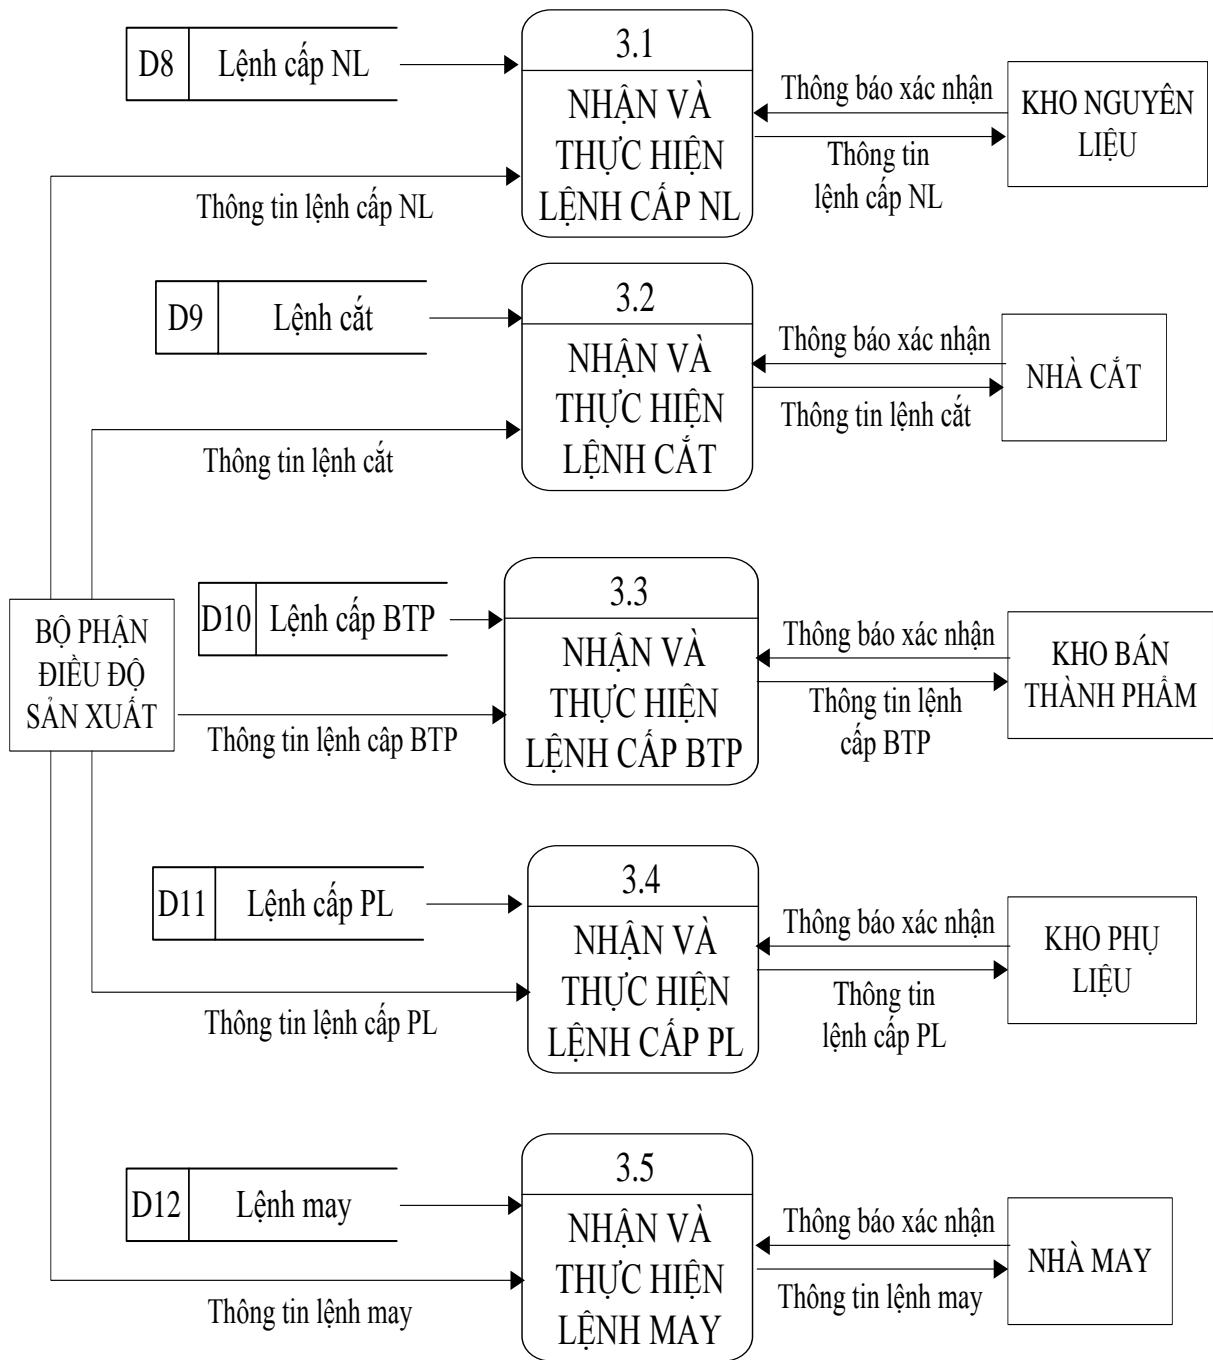 3.1
D8 Lệnh cấp NL
NHẬN VÀ
THỰC HIỆN
LỆNH CẤP NL
Thông báo xác nhận
KHO NGUYÊN
LIỆU
Thông tin
lệnh cấp NL
Thông tin lệnh cấp NL
3.2
D9 Lệnh cắt
NHẬN VÀ
THỰC HIỆN
LỆNH CẮT
Thông báo xác nhận
NHÀ CẮT
Thông tin lệnh cắt
Thông tin lệnh cắt
BỘ PHẬN
ĐIỀU ĐỘ
SẢN XUẤT
3.3
D10 Lệnh cấp BTP
NHẬN VÀ
THỰC HIỆN
LỆNH CẤP BTP
Thông báo xác nhận
KHO BÁN
THÀNH PHẨM
Thông tin lệnh
cấp BTP
Thông tin lệnh câp BTP
3.4
D11 Lệnh cấp PL
NHẬN VÀ
THỰC HIỆN
LỆNH CẤP PL
Thông báo xác nhận
KHO PHỤ
LIỆU
Thông tin
lệnh cấp PL
Thông tin lệnh cấp PL
3.5
D12 Lệnh may
NHẬN VÀ
THỰC HIỆN
LỆNH MAY
Thông báo xác nhận
NHÀ MAY
Thông tin lệnh may
Thông tin lệnh may